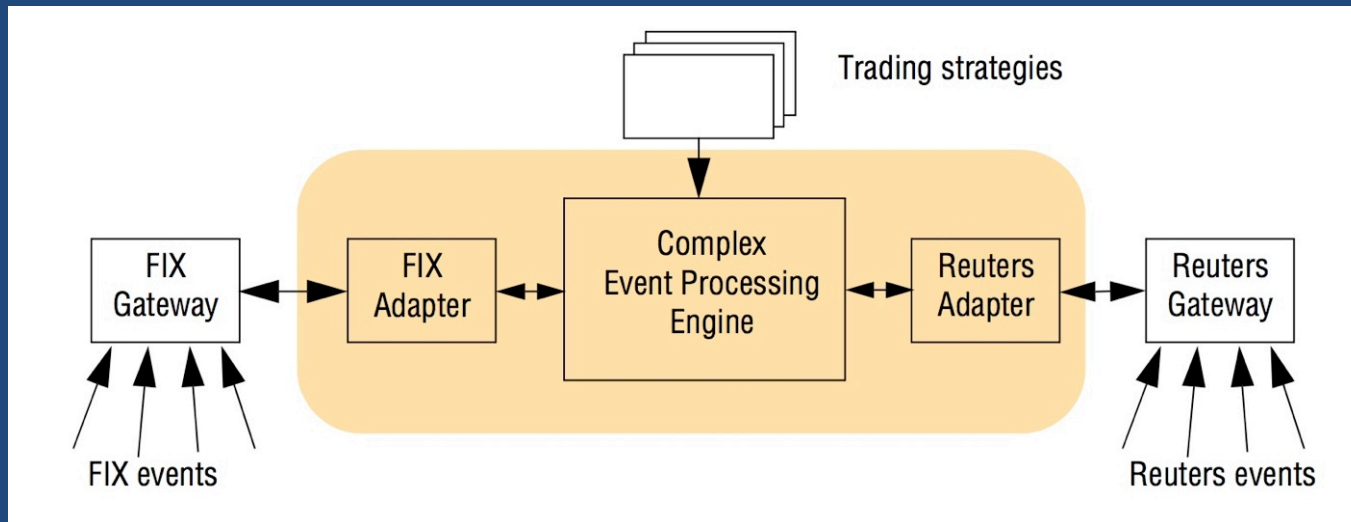 Trading strategies
FIX
Gateway
FIX
Adapter
Complex
Event Processing
Engine
Reuters
Adapter
Reuters
Gateway
FIX events
Reuters events